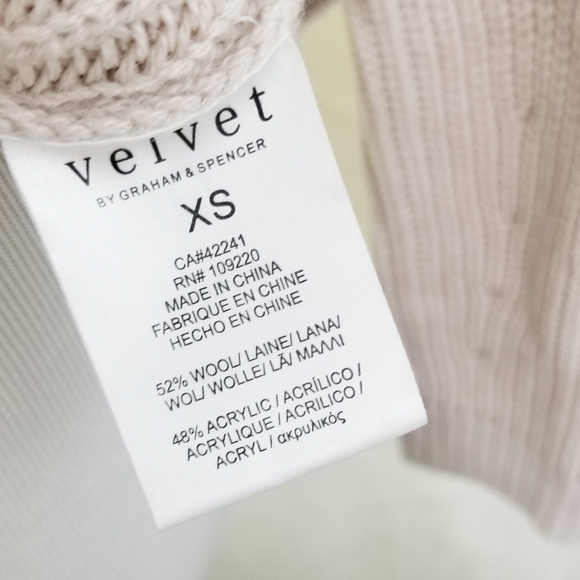 velvet
BY GRAHAM & SPENCER
XS
CA#42241
RN# 109220
MADE IN CHINA
FABRIQUE EN CHINE
HECHO EN CHINE
52% WOOL/ LAINE/ LANA/
WOL/ WOLLE/ LÃ/ ΜΑΛΛΙ
48% ACRYLIC / ACRÍLICO /
ACRYLIQUE / ACRILICO /
ACRYL / ακρυλικός